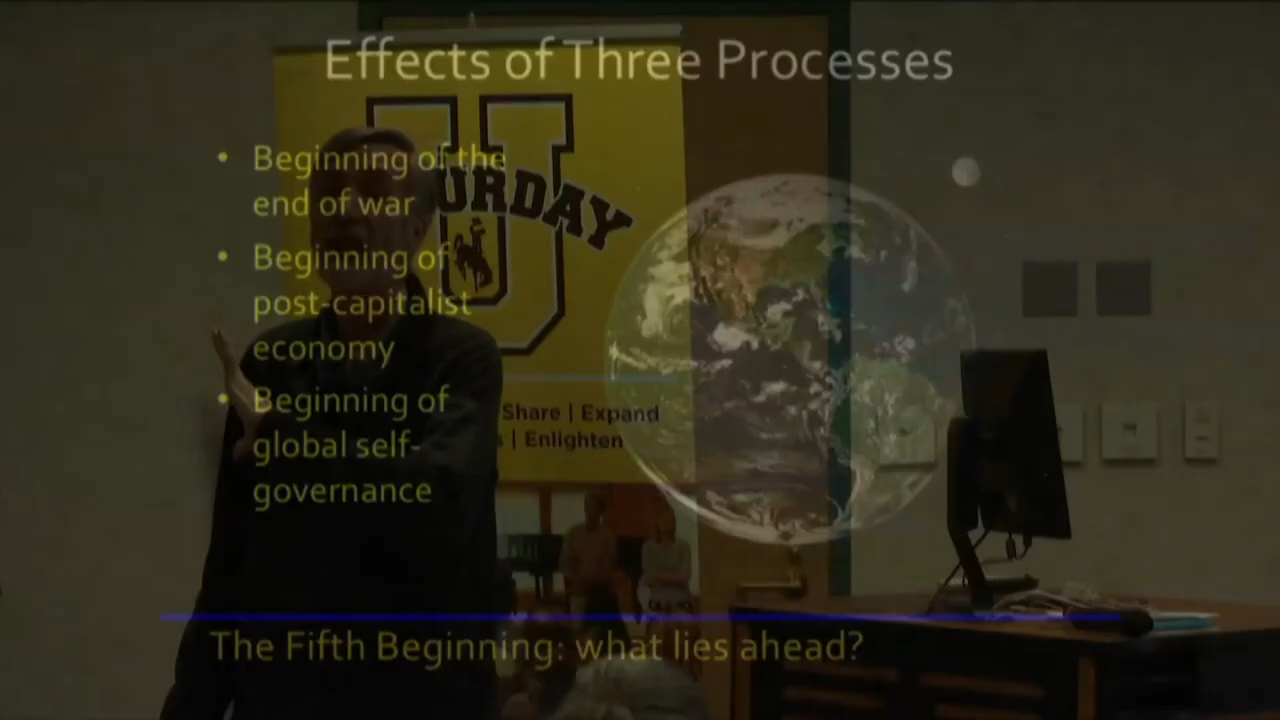 Effects of Three Processes
• Beginning of the
end of war
• Beginning of
post-capitalist
economy
• Beginning of
global self-
governance
U
URDAY
Share | Expand
| Enlighten
The Fifth Beginning: what lies ahead?